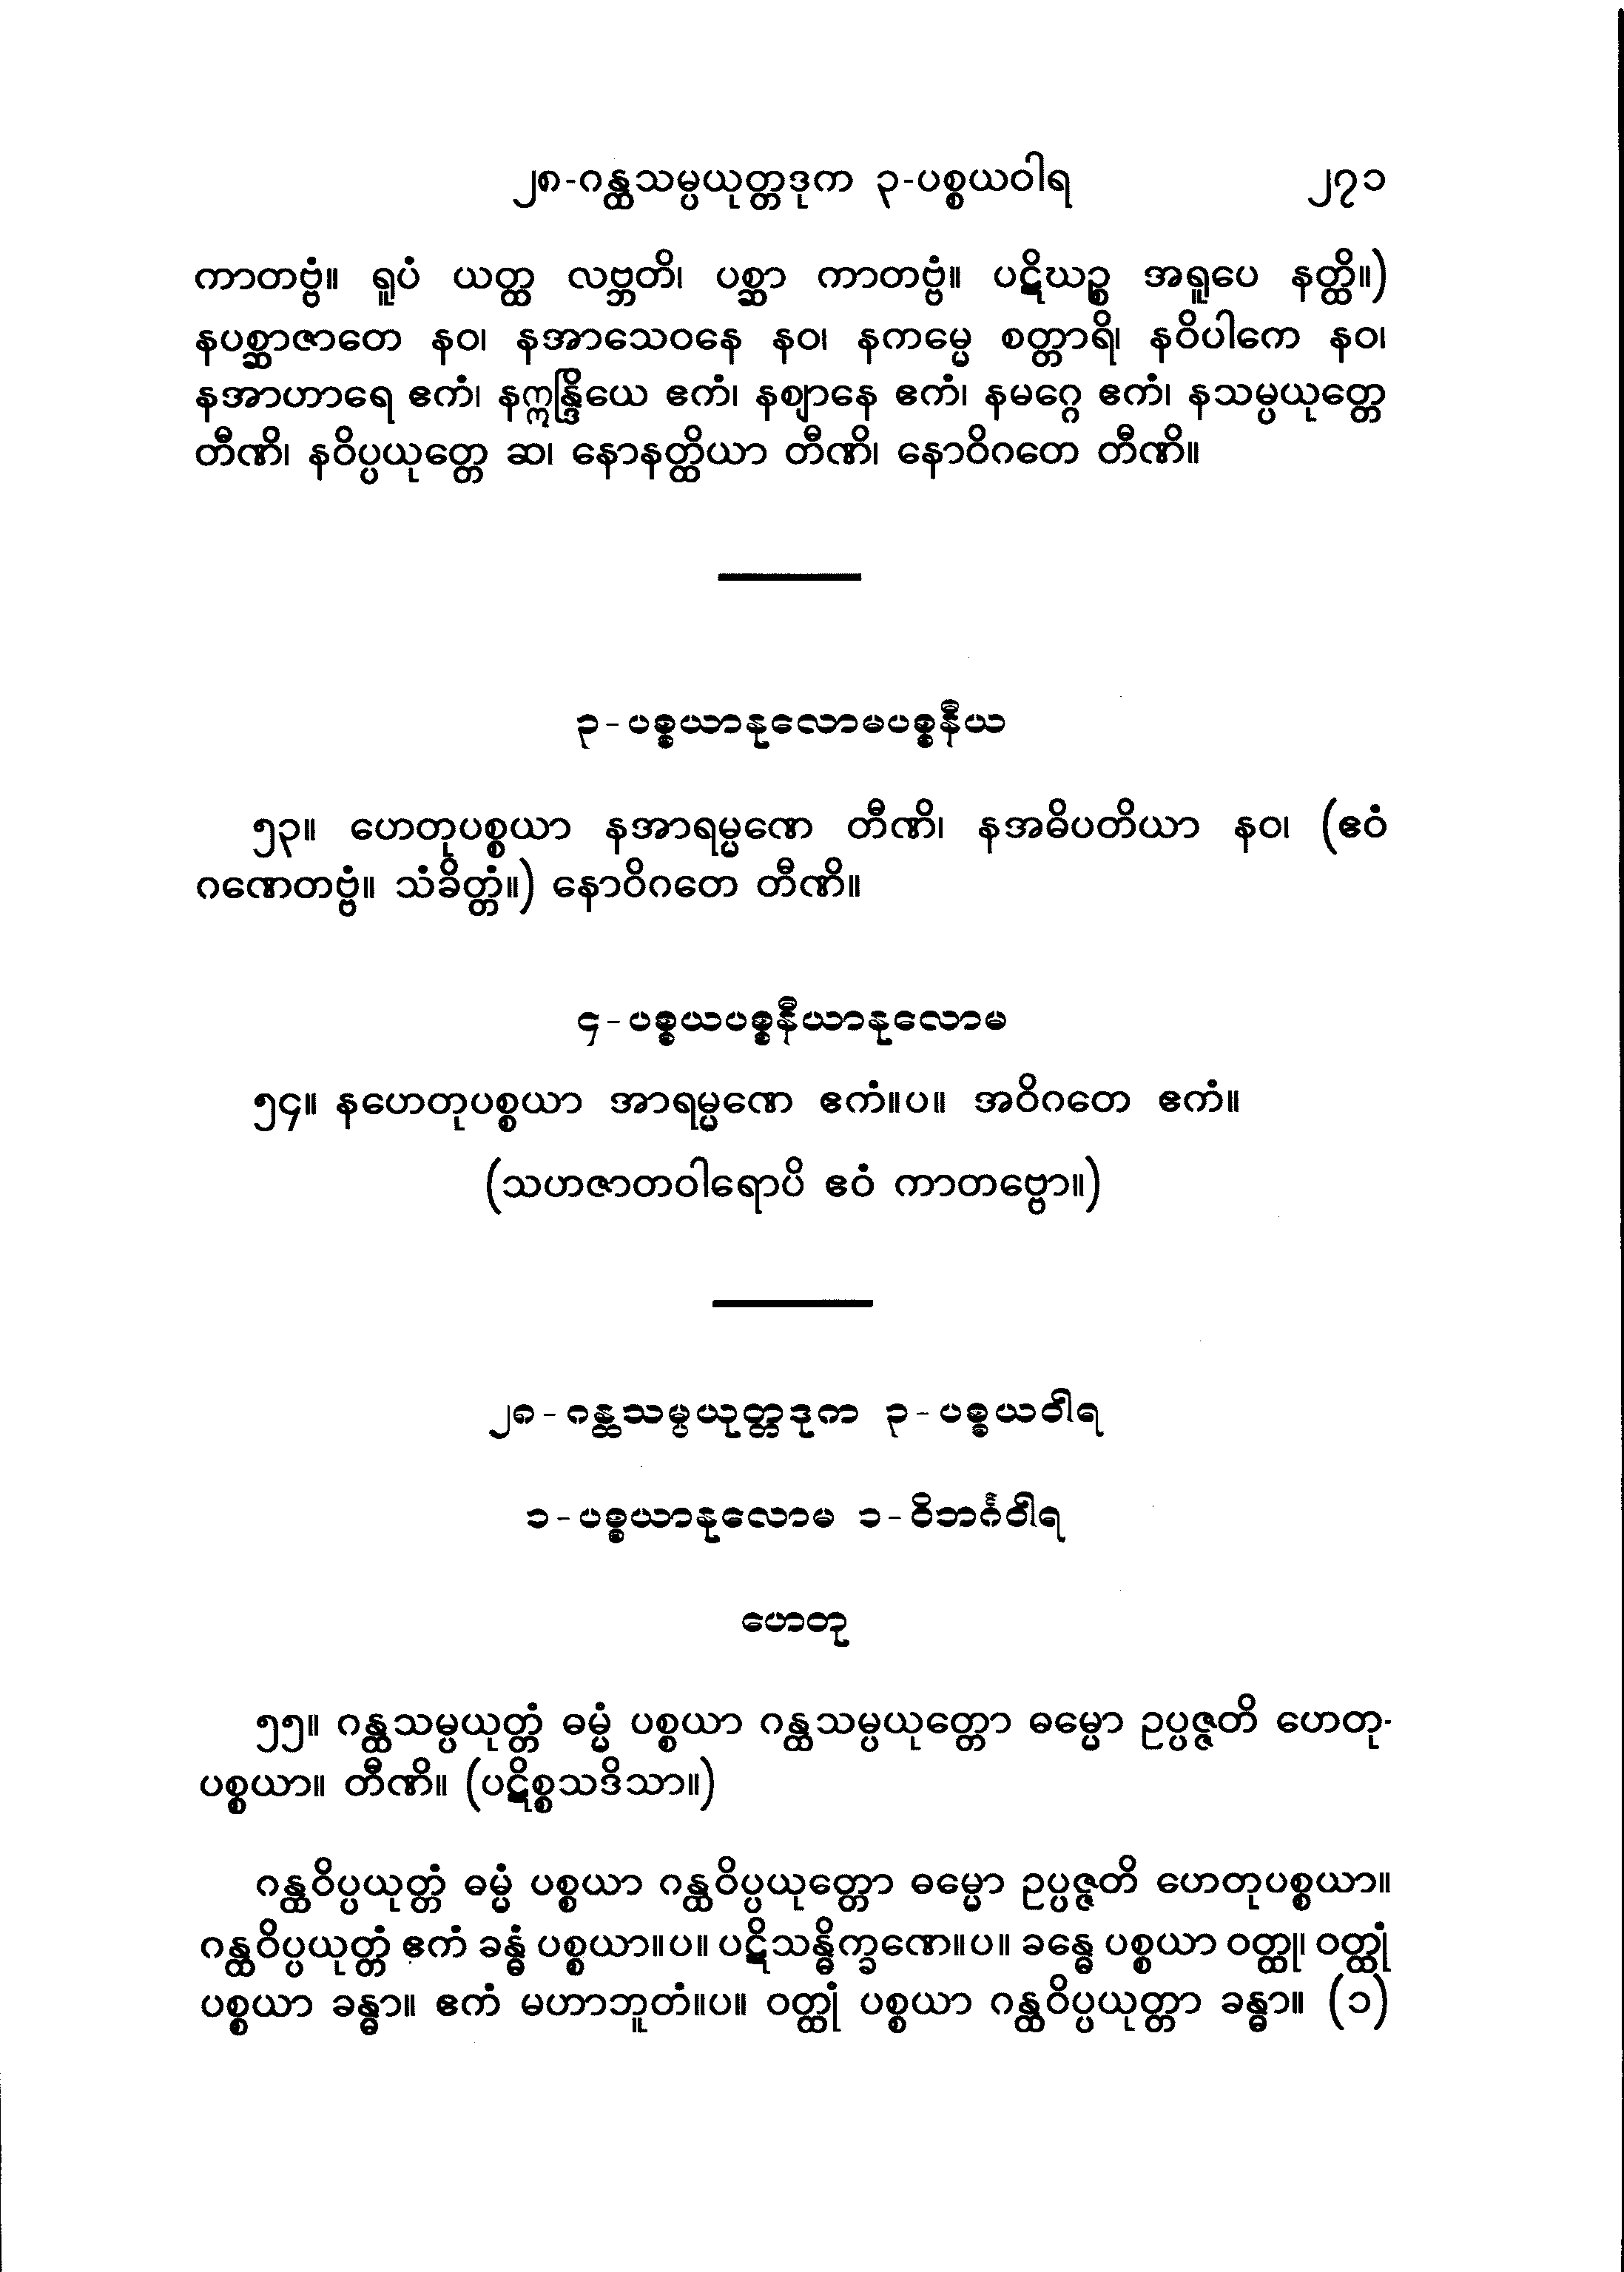 ၂၈-ဂန္ထသမ္ပယုတ္တဒုက ၃-ပစ္စယဝါရ ၂၇၁
ကာတဗ္ဗံ။ ရူပံ ယတ္ထ လဗ္ဘတိ၊ ပစ္ဆာ ကာတဗ္ဗံ။ ပဋိဃဉ္စ အရူပေ နတ္ထိ။)
နပစ္ဆာဇာတေ နဝ၊ နအာသေဝနေ နဝ၊ နကမ္မေ စတ္တာရိ၊ နဝိပါကေ နဝ၊
နအာဟာရေ ဧကံ၊ နဣန္ဒြိယေ ဧကံ၊ နဈာနေ ဧကံ၊ နမဂ္ဂေ ဧကံ၊ နသမ္ပယုတ္တေ
တီဏိ၊ နဝိပ္ပယုတ္တေ ဆ၊ နောနတ္ထိယာ တီဏိ၊ နောဝိဂတေ တီဏိ။
၃-ပစ္စယာနုလောမပစ္စနီယ
၅၃။ ဟေတုပစ္စယာ နအာရမ္မဏေ တီဏိ၊ နအဓိပတိယာ နဝ၊ (ဧဝံ
ဂဏေတဗ္ဗံ။ သံခိတ္တံ။) နောဝိဂတေ တီဏိ။
၄-ပစ္စယပစ္စနီယာနုလောမ
၅၄။ နဟေတုပစ္စယာ အာရမ္မဏေ ဧကံ။ပ။ အဝိဂတေ ဧကံ။
(သဟဇာတဝါရောပိ ဧဝံ ကာတဗ္ဗော။)
၂၈-ဂန္ထသမ္ပယုတ္တဒုက ၃-ပစ္စယဝါရ
၁-ပစ္စယာနုလောမ ၁-ဝိဘင်္ဂဝါရ
ဟေတု
၅၅။ ဂန္ထသမ္ပယုတ္တံ ဓမ္မံ ပစ္စယာ ဂန္ထသမ္ပယုတ္တော ဓမ္မော ဥပ္ပဇ္ဇတိ ဟေတု-
ပစ္စယာ။ တီဏိ။ (ပဋိစ္စသဒိသာ။)
ဂန္ထဝိပ္ပယုတ္တံ ဓမ္မံ ပစ္စယာ ဂန္ထဝိပ္ပယုတ္တော ဓမ္မော ဥပ္ပဇ္ဇတိ ဟေတုပစ္စယာ။
ဂန္ထဝိပ္ပယုတ္တံ ဧကံ ခန္ဓံ ပစ္စယာ။ပ။ ပဋိသန္ဓိက္ခဏေ။ပ။ ခန္ဓေ ပစ္စယာ ဝတ္ထု၊ ဝတ္ထုံ
ပစ္စယာ ခန္ဓာ။ ဧကံ မဟာဘူတံ။ပ။ ဝတ္ထုံ ပစ္စယာ ဂန္ထဝိပ္ပယုတ္တာ ခန္ဓာ။ (၁)